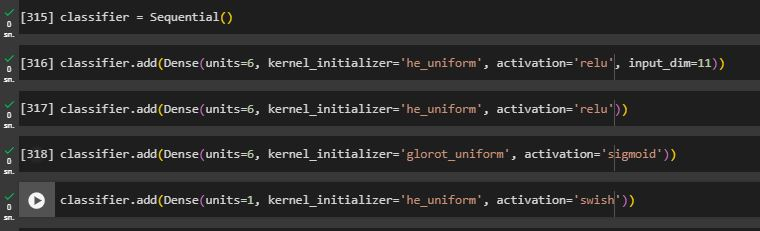 0
sn.
[315] classifier = Sequential()
0
sn.
[316] classifier.add(Dense(units=6, kernel_initializer='he_uniform', activation='relu', input_dim=11))
0
sn.
[317] classifier.add(Dense(units=6, kernel_initializer='he_uniform', activation='relu'))
0
sn.
[318] classifier.add(Dense(units=6, kernel_initializer='glorot_uniform', activation='sigmoid'))
0
sn.
classifier.add(Dense(units=1, kernel_initializer='he_uniform', activation='swish'))